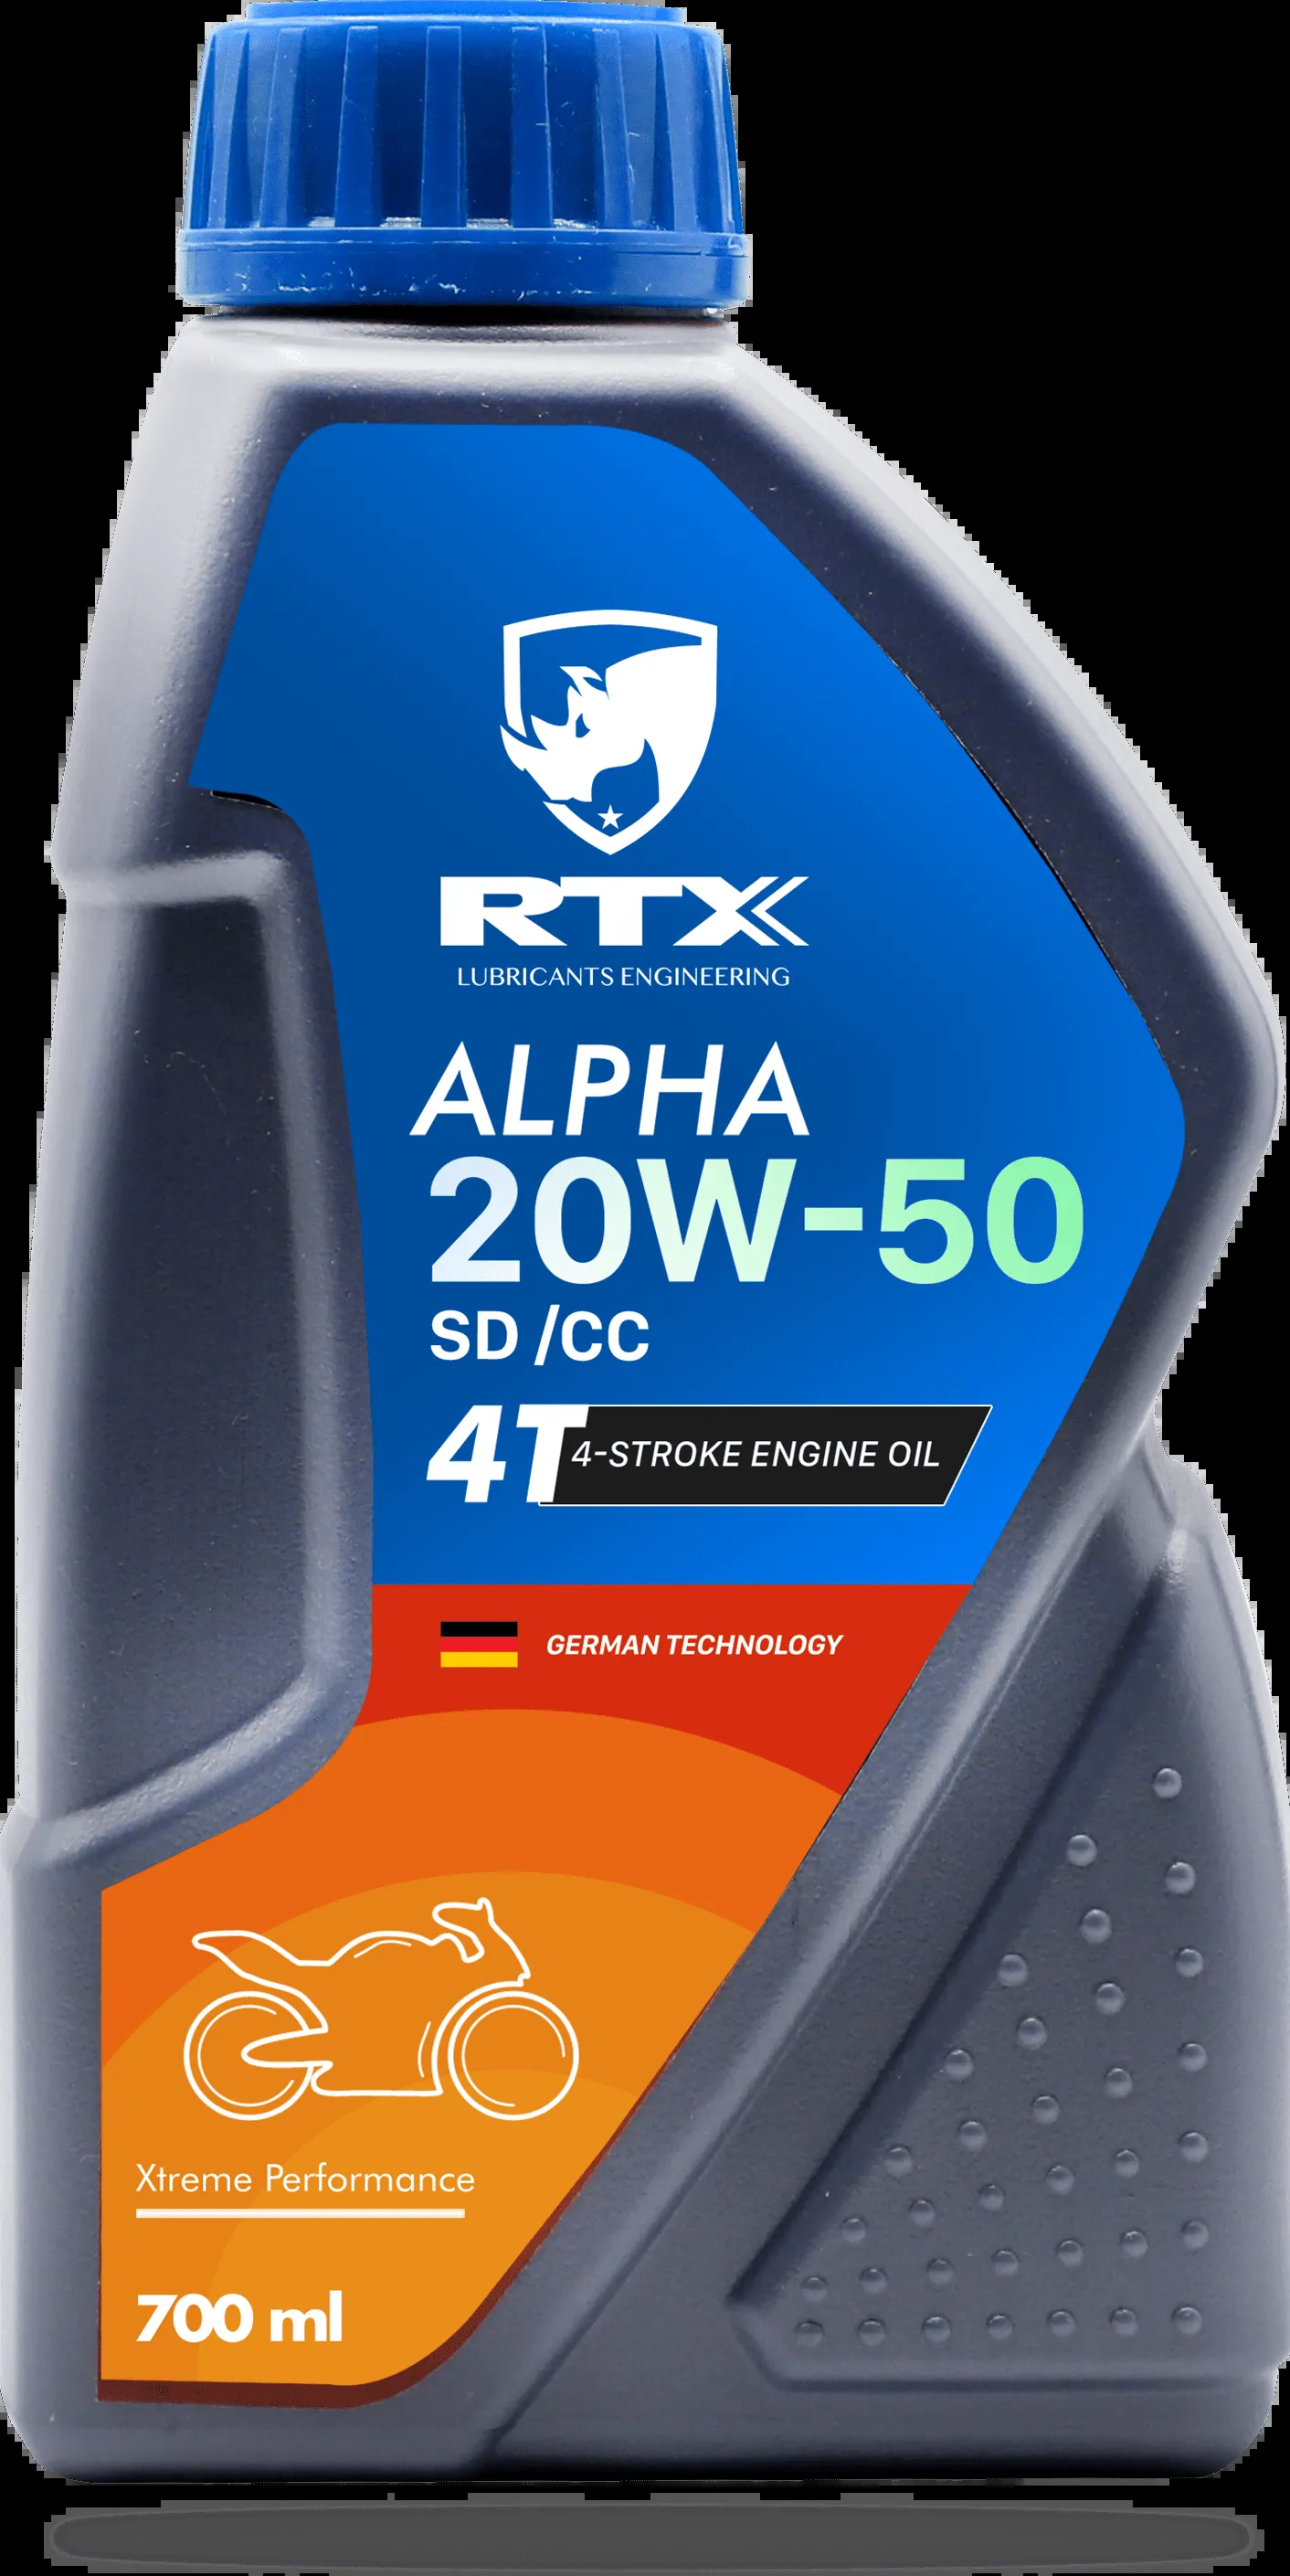 RTX
LUBRICANTS ENGINEERING
ALPHA
20W-50
SD /CC
4T 4-STROKE ENGINE OIL
GERMAN TECHNOLOGY
Xtreme Performance
700 ml